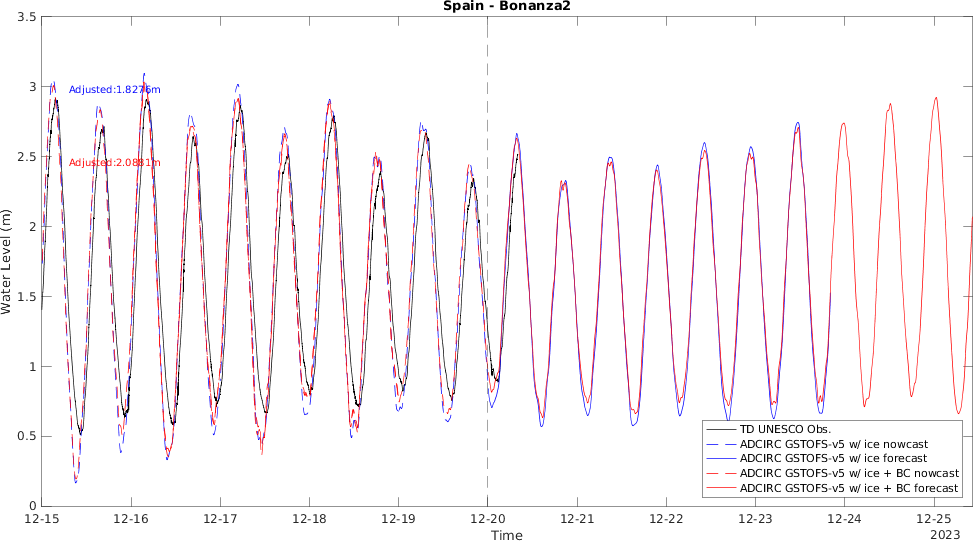 Spain - Bonanza2
3.5
3
2.5
2
1.5
1
0.5
0
Water Level (m)
Adjusted:1.8276m
Adjusted:2.0831m
TD UNESCO Obs.
ADCIRC GSTOFS-v5 w/ ice nowcast
ADCIRC GSTOFS-v5 w/ ice forecast
ADCIRC GSTOFS-v5 w/ ice + BC nowcast
ADCIRC GSTOFS-v5 w/ ice + BC forecast
12-15 12-16 12-17 12-18 12-19 12-20 12-21 12-22 12-23 12-24 12-25
2023
Time